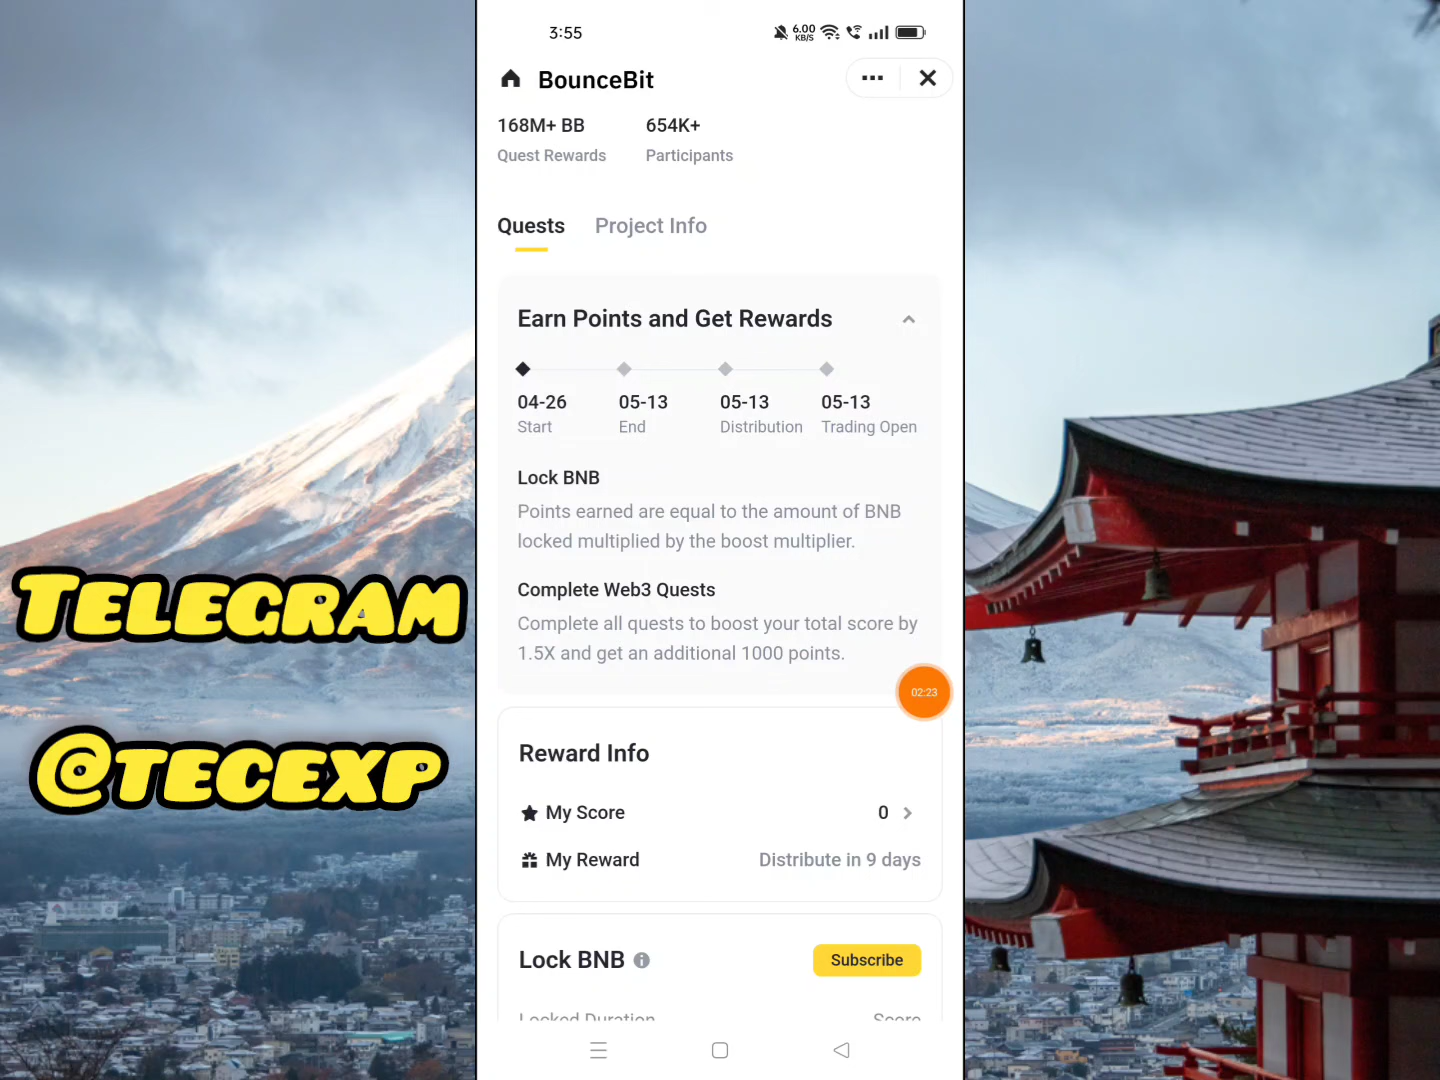 3:55
6.00
KB/S
BounceBit
168M+ BB
654K+
Quest Rewards
Participants
Quests
Project Info
Earn Points and Get Rewards
04-26
05-13
05-13
05-13
Start
End
Distribution
Trading Open
Lock BNB
Points earned are equal to the amount of BNB
locked multiplied by the boost multiplier.
Complete Web3 Quests
Complete all quests to boost your total score by
1.5X and get an additional 1000 points.
02:23
Reward Info
My Score
0
My Reward
Distribute in 9 days
Lock BNB
Subscribe
Locked Duration
Score
TELEGRAM
@TECEXP